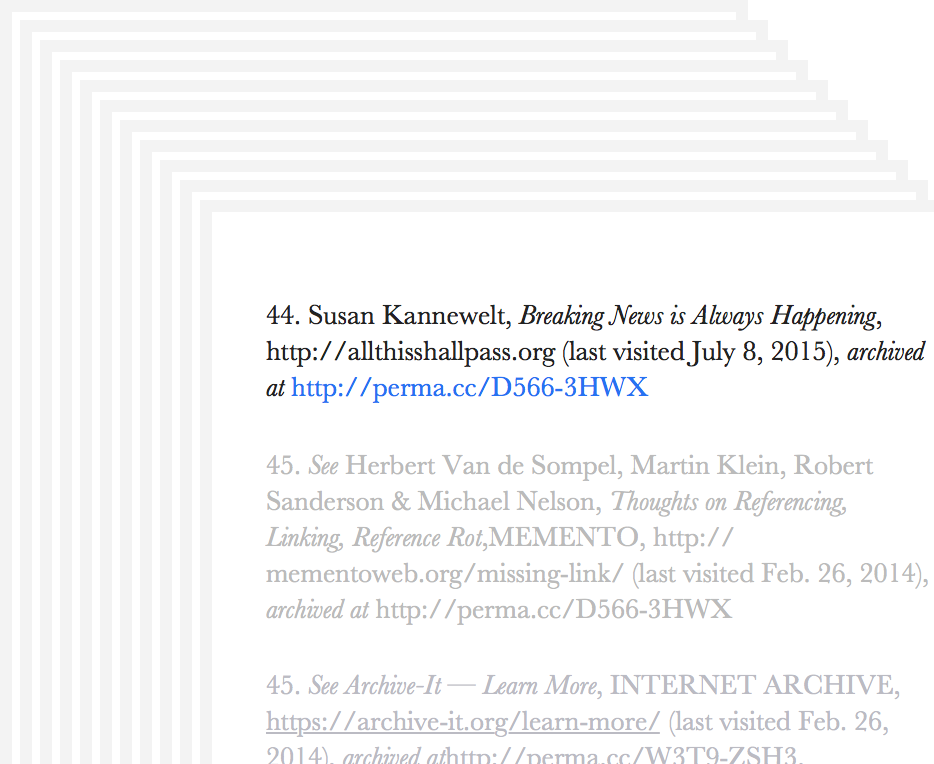 44. Susan Kannewelt, Breaking News is Always Happening,
http://allthisshallpass.org (last visited July 8, 2015), archived
at http://perma.cc/D566-3HWX
45. See Herbert Van de Sompel, Martin Klein, Robert
Sanderson & Michael Nelson, Thoughts on Referencing,
Linking, Reference Rot,MEMENTO, http://
mementoweb.org/missing-link/ (last visited Feb. 26, 2014),
archived at http://perma.cc/D566-3HWX
45. See Archive-It — Learn More, INTERNET ARCHIVE,
https://archive-it.org/learn-more/ (last visited Feb. 26,
2014), archived athttp://perma.cc/W3T9-ZSH3.